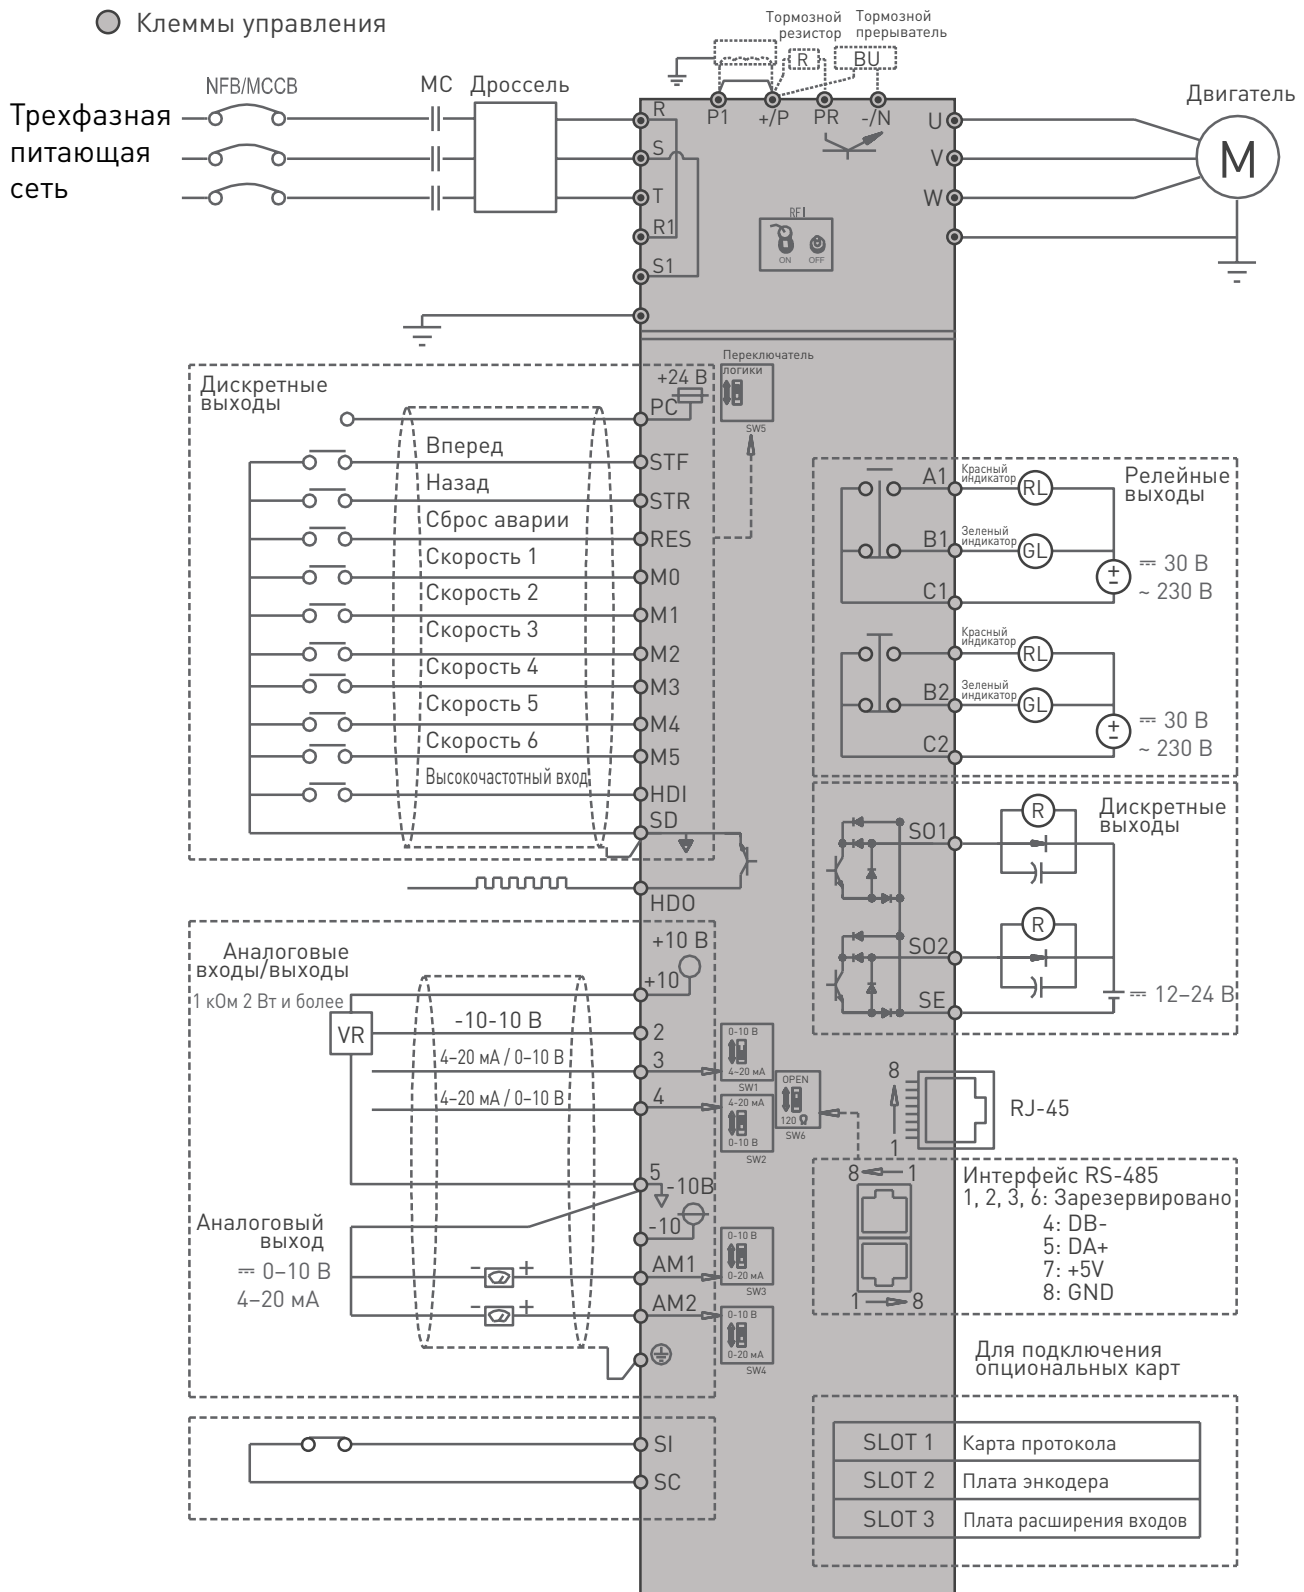 Клеммы управления
Тормозной
резистор
Тормозной
прерыватель
R
BU
NFB/MCCB
MC
Дроссель
Трехфазная
питающая
сеть
R
S
T
R1
S1
P1
+/P
PR
-/N
U
V
W
Двигатель
M
RFI
ON
OFF
Дискретные
выходы
+24 В
PC
Переключатель
логики
SW5
Вперед
STF
Назад
STR
Сброс аварии
RES
Скорость 1
M0
Скорость 2
M1
Скорость 3
M2
Скорость 4
M3
Скорость 5
M4
Скорость 6
M5
Высокочастотный вход
HDI
SD
HDO
Релейные
выходы
A1
Красный
индикатор
RL
B1
Зеленый
индикатор
GL
C1
+
−
⎓ 30 В
~ 230 В
Красный
индикатор
RL
B2
Зеленый
индикатор
GL
C2
+
−
⎓ 30 В
~ 230 В
Дискретные
выходы
SO1
R
SO2
R
SE
⎓ 12–24 В
Аналоговые
входы/выходы
1 кОм 2 Вт и более
VR
+10 В
+10
-10-10 В
2
4–20 мА / 0–10 В
3
4–20 мА / 0–10 В
4
0-10 В
4–20 мА
SW1
4–20 мА
0-10 В
SW2
OPEN
120 Ω
SW6
5
-10В
-10
Аналоговый
выход
⎓ 0–10 В
4–20 мА
- +
AM1
- +
AM2
0-10 В
0-20 мА
SW3
0-10 В
0-20 мА
SW4
8
1
RJ-45
8
1
1
8
Интерфейс RS-485
1, 2, 3, 6: Зарезервировано
4: DB-
5: DA+
7: +5V
8: GND
Для подключения
опциональных карт
SI
SC
SLOT 1 Карта протокола
SLOT 2 Плата энкодера
SLOT 3 Плата расширения входов